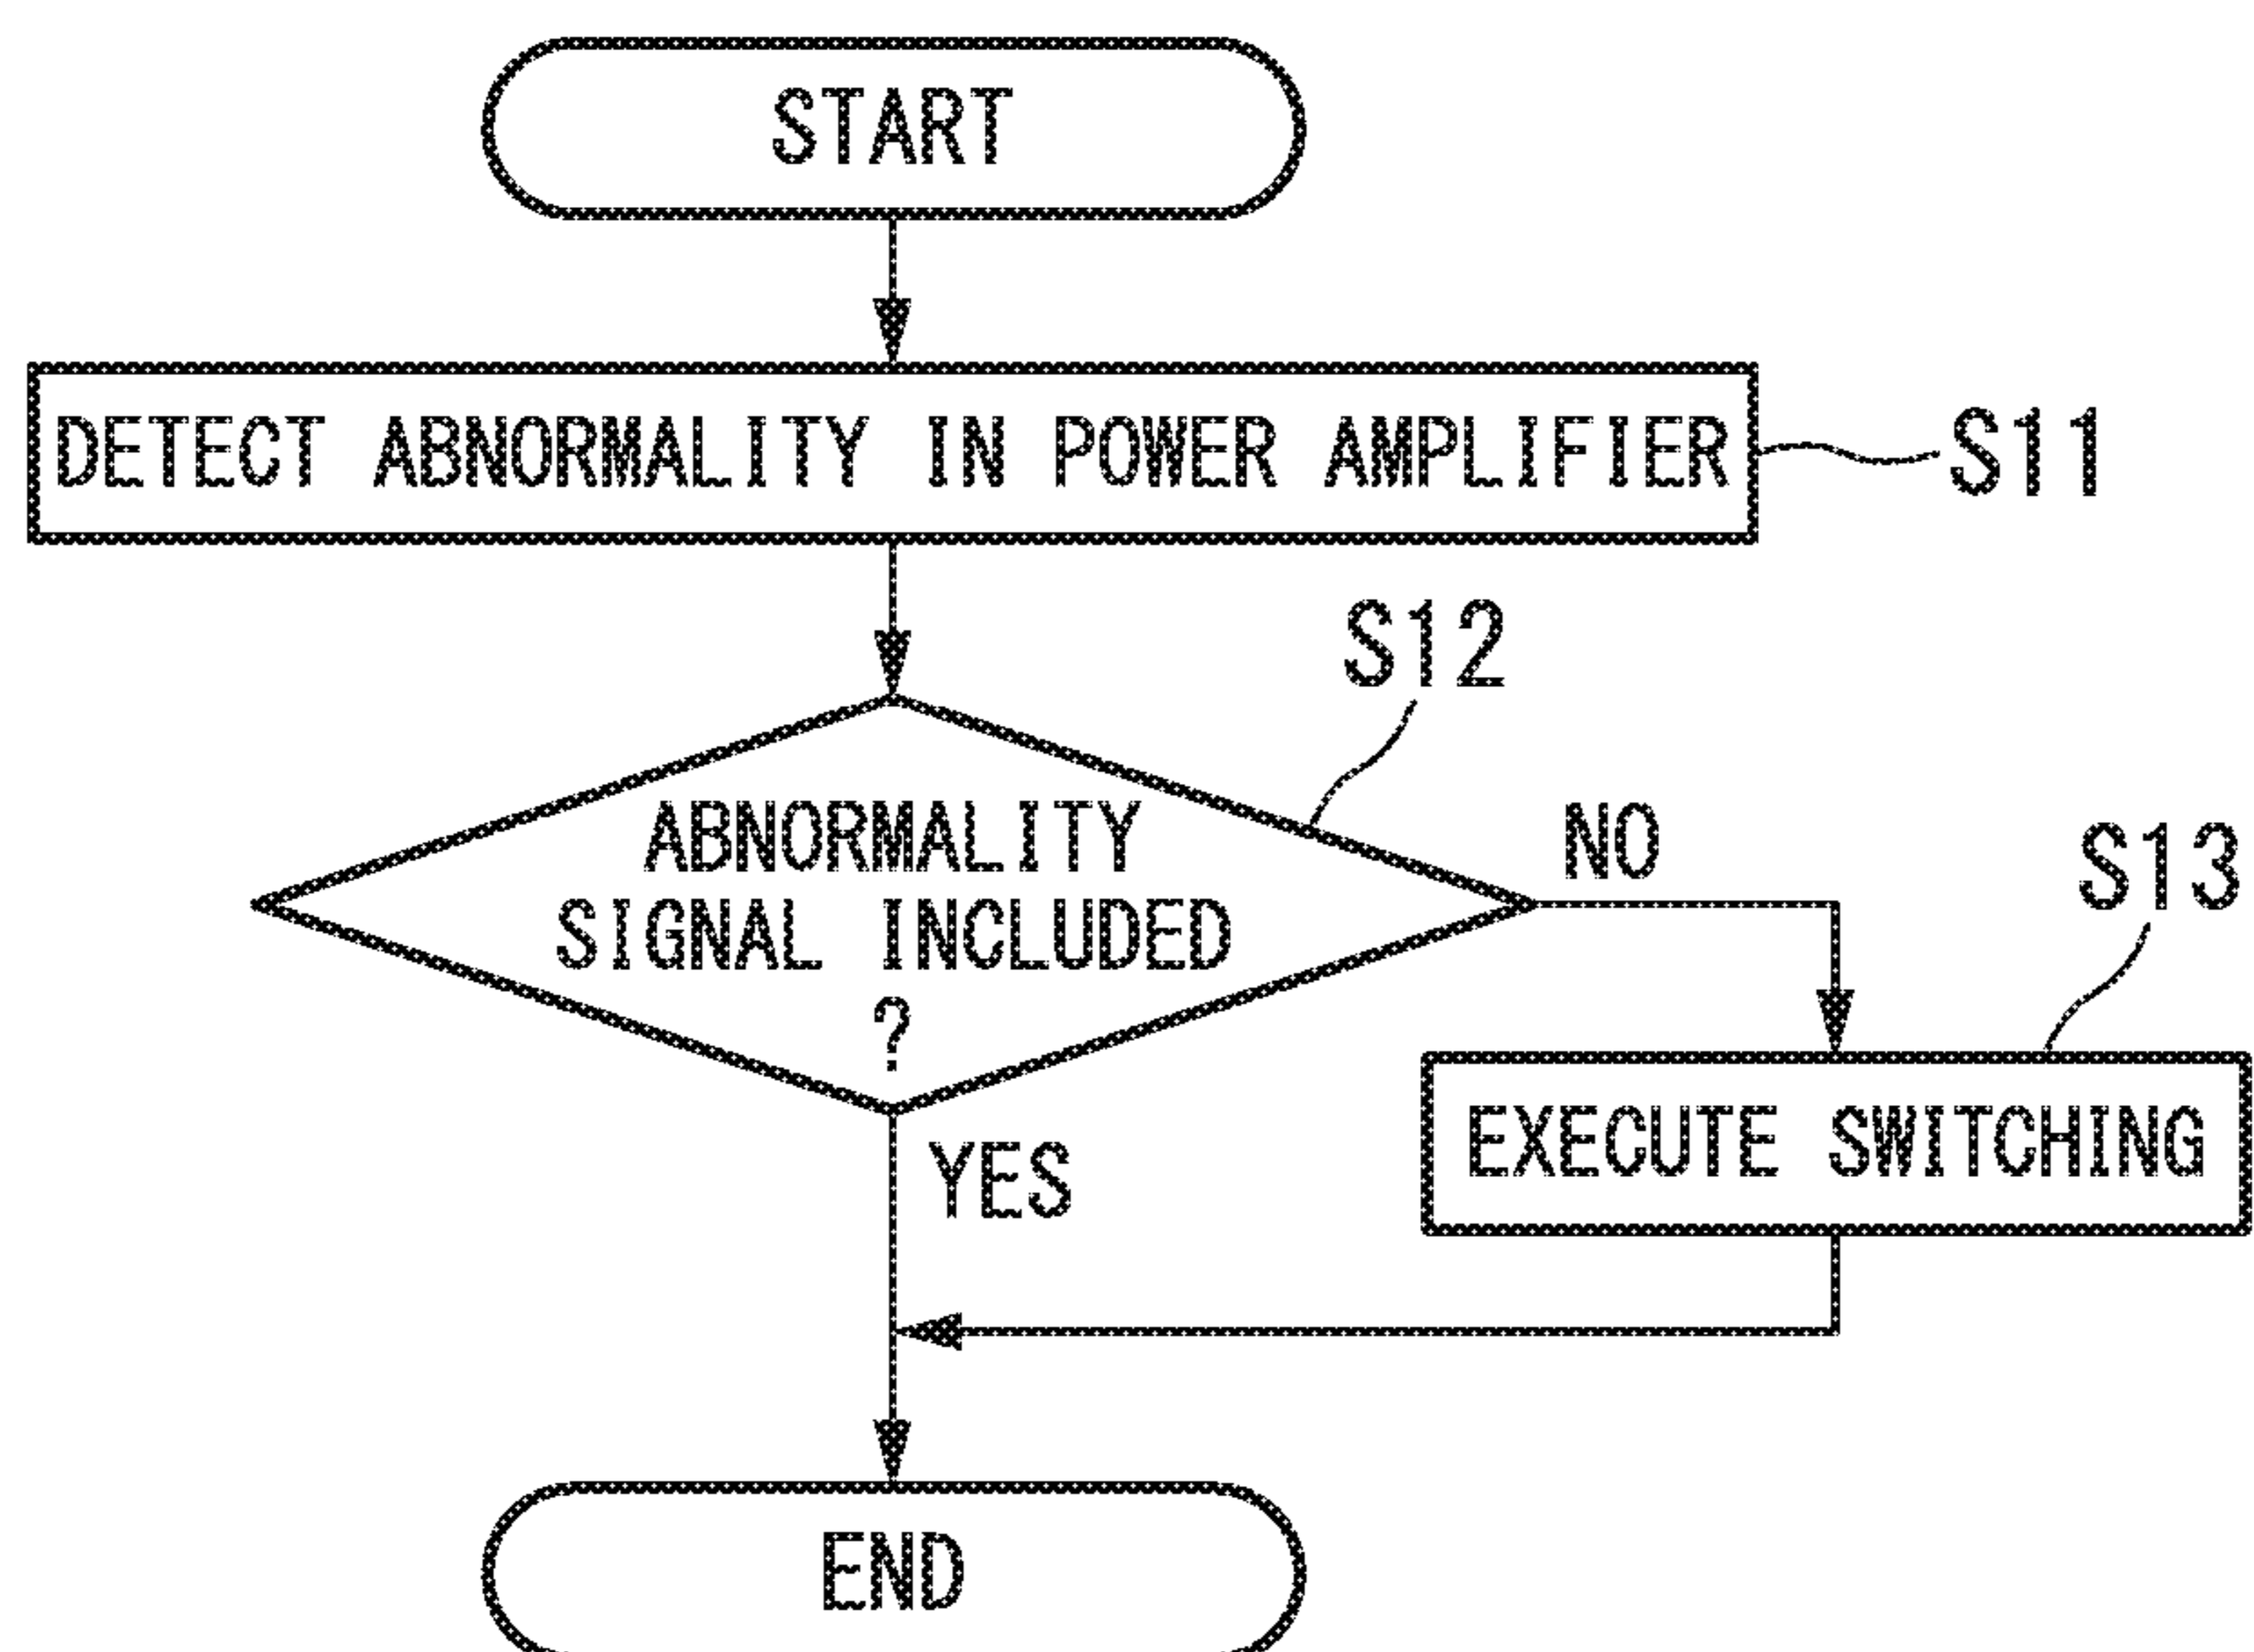 START
DETECT ABNORMALITY IN POWER AMPLIFIER
S11
S12
ABNORMALITY
SIGNAL INCLUDED
?
NO
S13
EXECUTE SWITCHING
YES
END